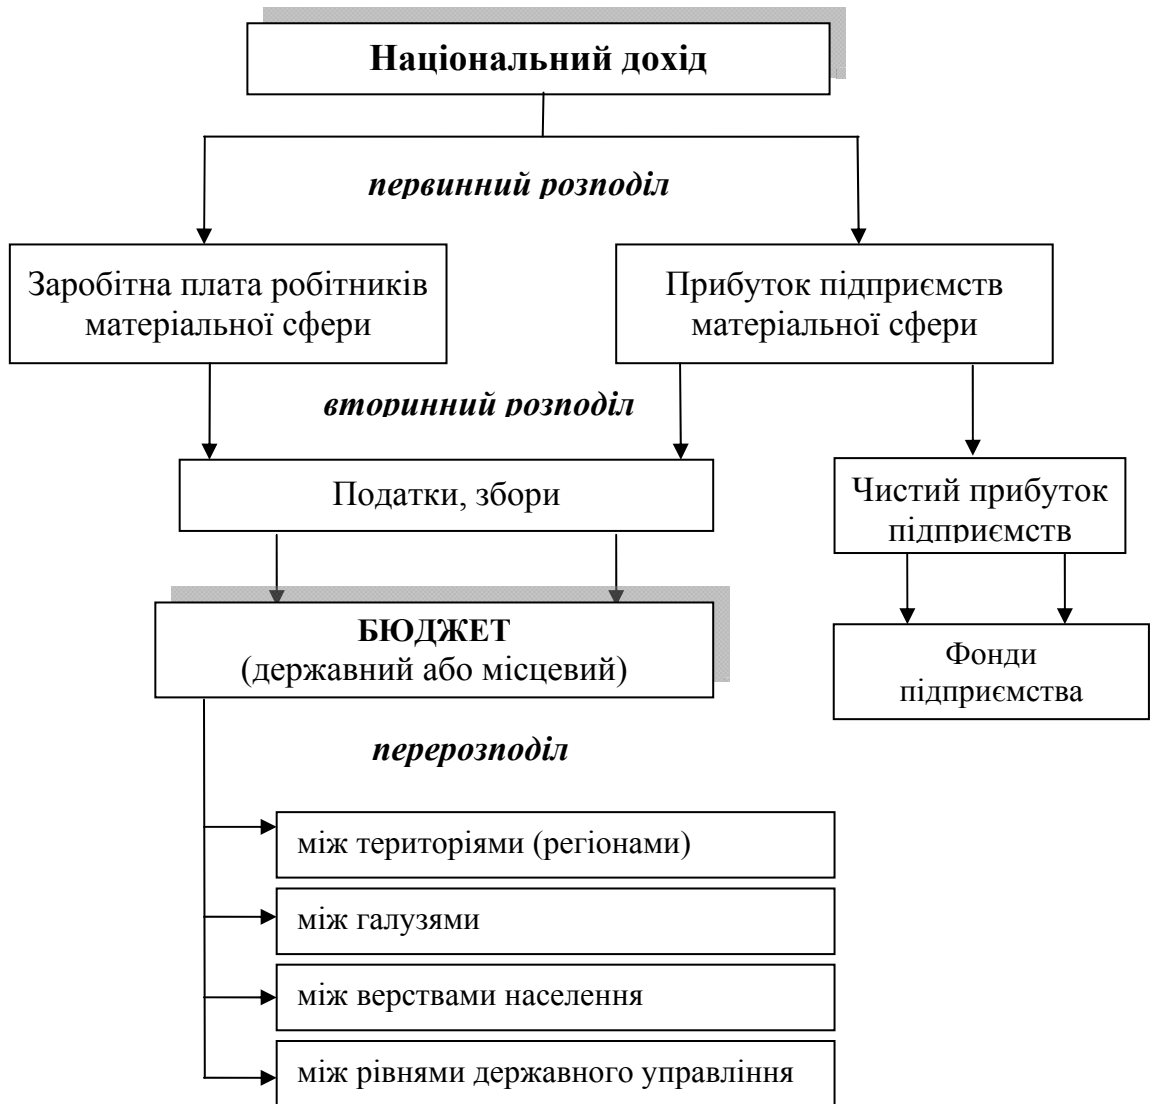 Національний дохід
первинний розподіл
Заробітна плата робітників
матеріальної сфери
Прибуток підприємств
матеріальної сфери
вторинний розподіл
Податки, збори
Чистий прибуток
підприємств
БЮДЖЕТ
(державний або місцевий)
Фонди
підприємства
перерозподіл
між територіями (регіонами)
між галузями
між верствами населення
між рівнями державного управління